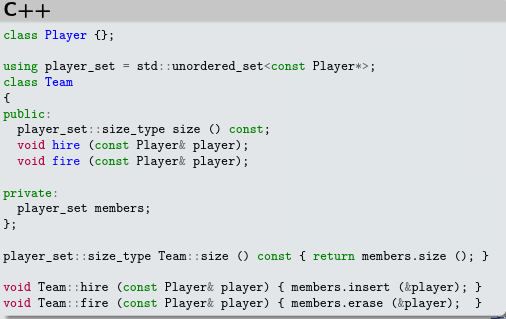 C++
class Player {};
using player_set = std::unordered_set<const Player*>;
class Team
{
public:
player_set::size_type size () const;
void hire (const Player& player);
void fire (const Player& player);
private:
player_set members;
};
player_set::size_type Team::size () const { return members.size (); }
void Team::hire (const Player& player) { members.insert (&player); }
void Team::fire (const Player& player) { members.erase (&player); }